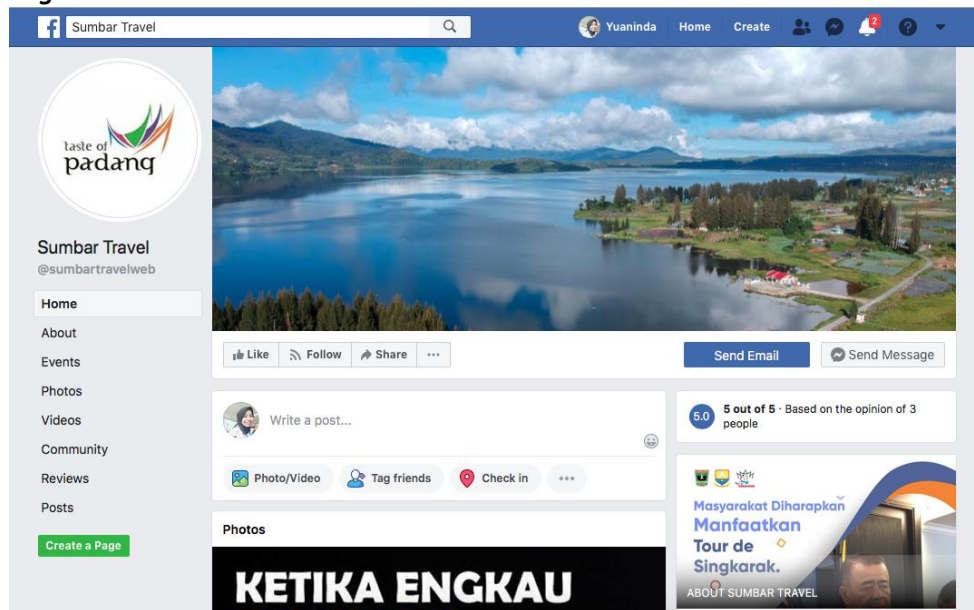 Sumbar Travel
Yuaninda
Home
Create
2
taste of
padang
Sumbar Travel
@sumbartravelweb
Home
About
Events
Photos
Videos
Community
Reviews
Posts
Create a Page
Like
Follow
Share
Send Email
Send Message
Write a post...
Photo/Video
Tag friends
Check in
Photos
KETIKA ENGKAU
5.0
5 out of 5 · Based on the opinion of 3
people
Masyarakat Diharapkan
Manfaatkan
Tour de
Singkarak.
ABOUT SUMBAR TRAVEL